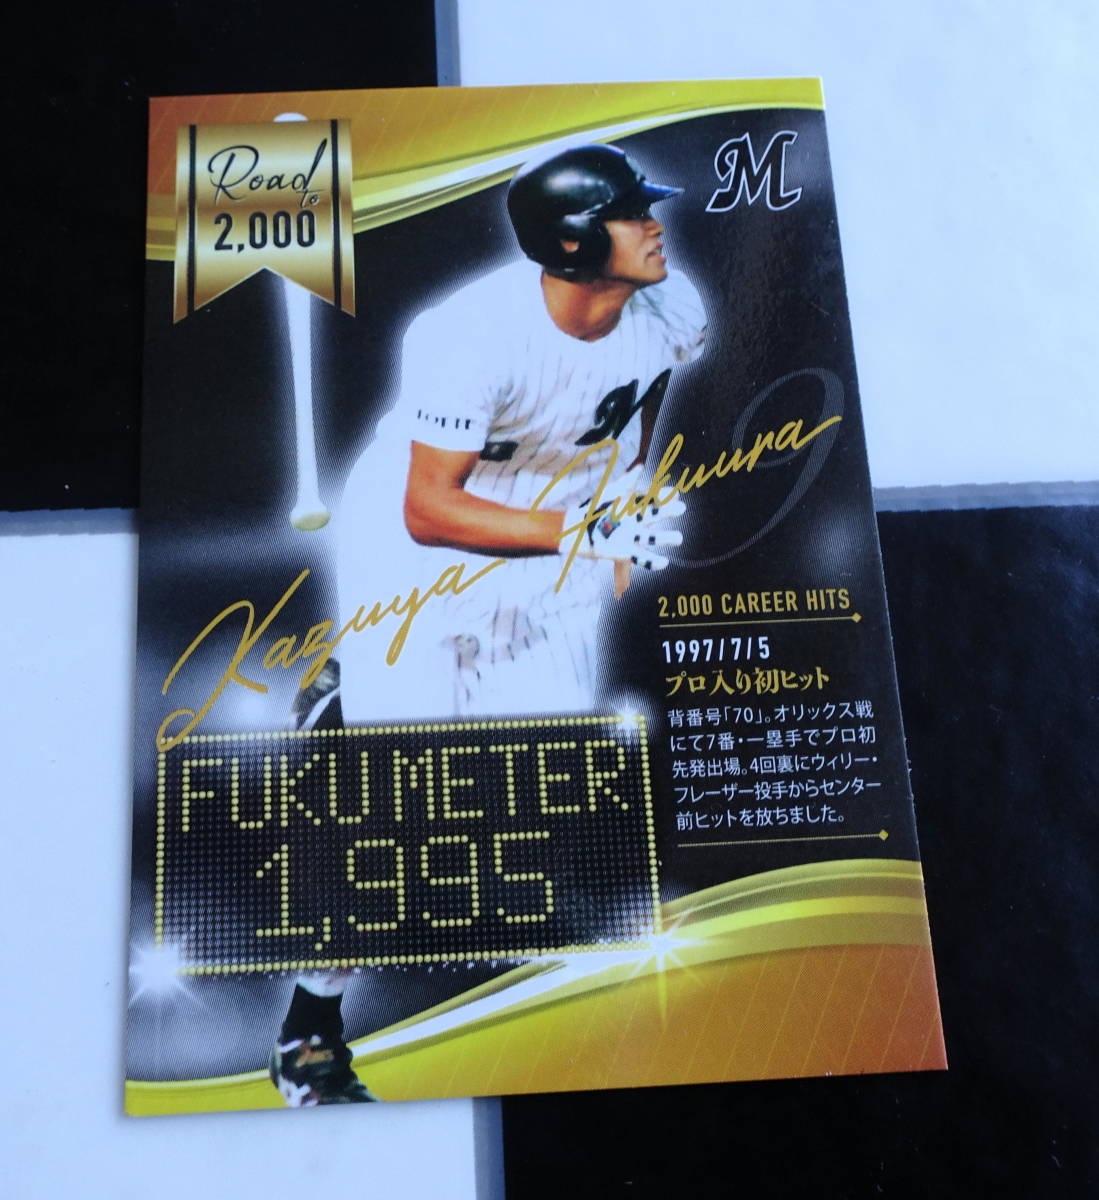 Road
to
2,000
M
LOTTE
M
9
Kazuya Fukuura
2,000 CAREER HITS
1997/7/5
プロ入り初ヒット
背番号「70」。オリックス戦
にて7番・一塁手でプロ初
先発出場。4回裏にウィリー・
フレーザー投手からセンター
前ヒットを放ちました。
FUKUMETER
1,995